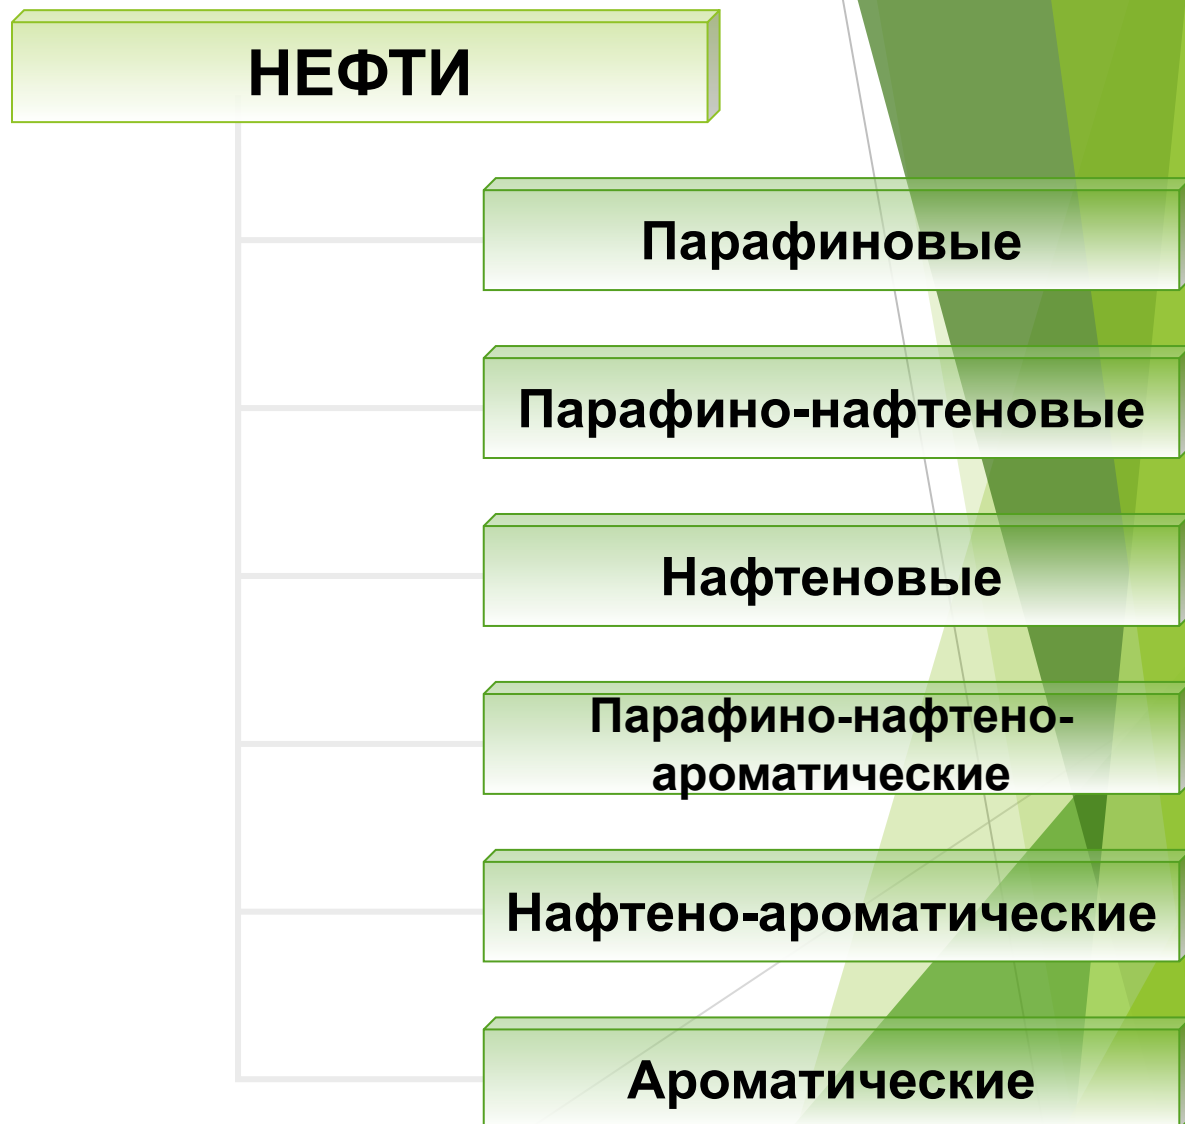 НЕФТИ
Парафиновые
Парафино-нафтеновые
Нафтеновые
Парафино-нафтено-
ароматические
Нафтено-ароматические
Ароматические